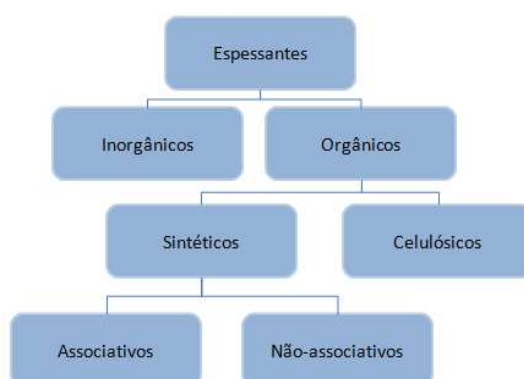 Espessantes
Inorgânicos
Orgânicos
Sintéticos
Celulósicos
Associativos
Não-associativos